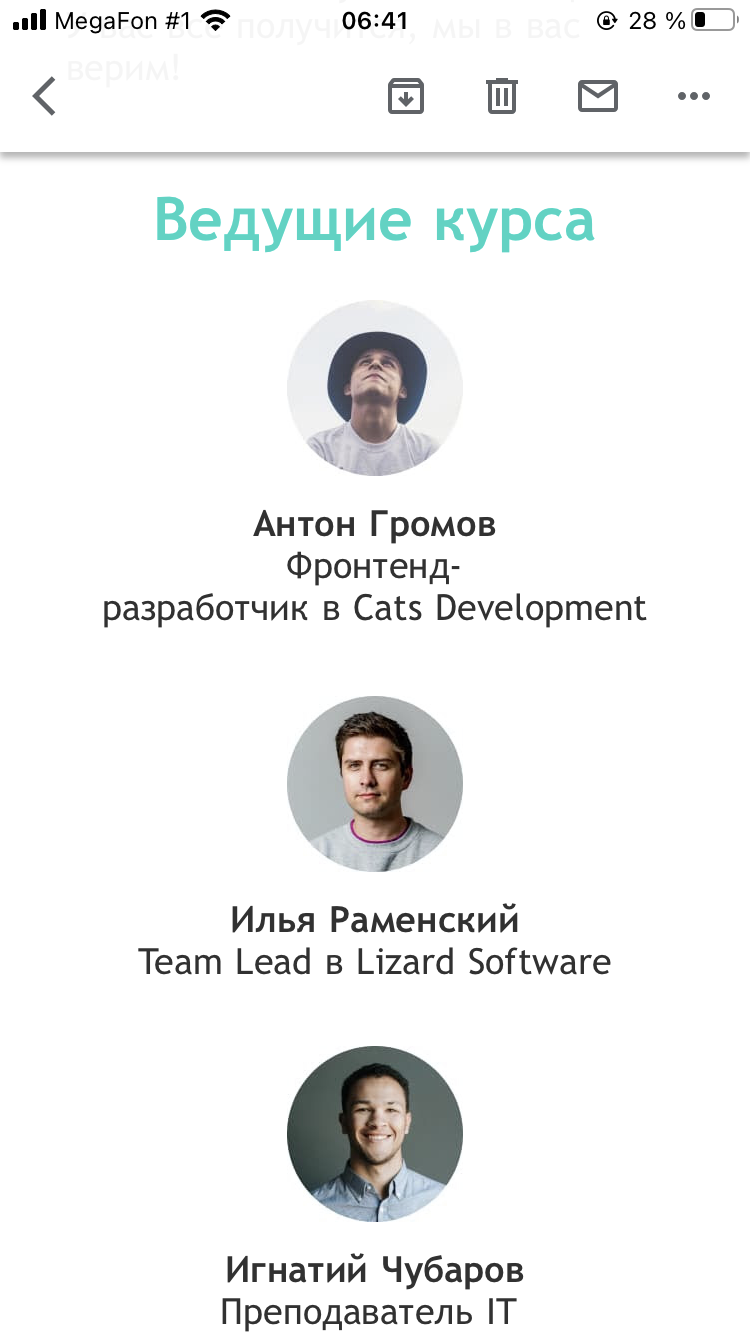 MegaFon #1 06:41 28 %
У вас всё получится, мы в вас
верим!
Ведущие курса
Антон Громов
Фронтенд-
разработчик в Cats Development
Илья Раменский
Team Lead в Lizard Software
Игнатий Чубаров
Преподаватель IT